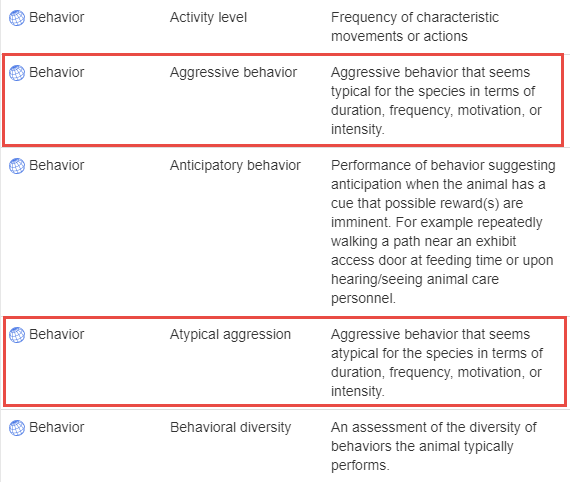 Behavior Activity level Frequency of characteristic
movements or actions
Behavior Aggressive behavior Aggressive behavior that seems
typical for the species in terms of
duration, frequency, motivation, or
intensity.
Behavior Anticipatory behavior Performance of behavior suggesting
anticipation when the animal has a
cue that possible reward(s) are
imminent. For example repeatedly
walking a path near an exhibit
access door at feeding time or upon
hearing/seeing animal care
personnel.
Behavior Atypical aggression Aggressive behavior that seems
atypical for the species in terms of
duration, frequency, motivation, or
intensity.
Behavior Behavioral diversity An assessment of the diversity of
behaviors the animal typically
performs.